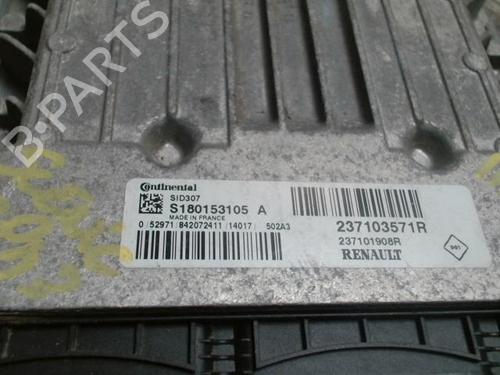 B-PARTS
Continental
SID307
S180153105 A
MADE IN FRANCE
0 52971 842072411 14017 502A3
237103571R
237101908R
RENAULT